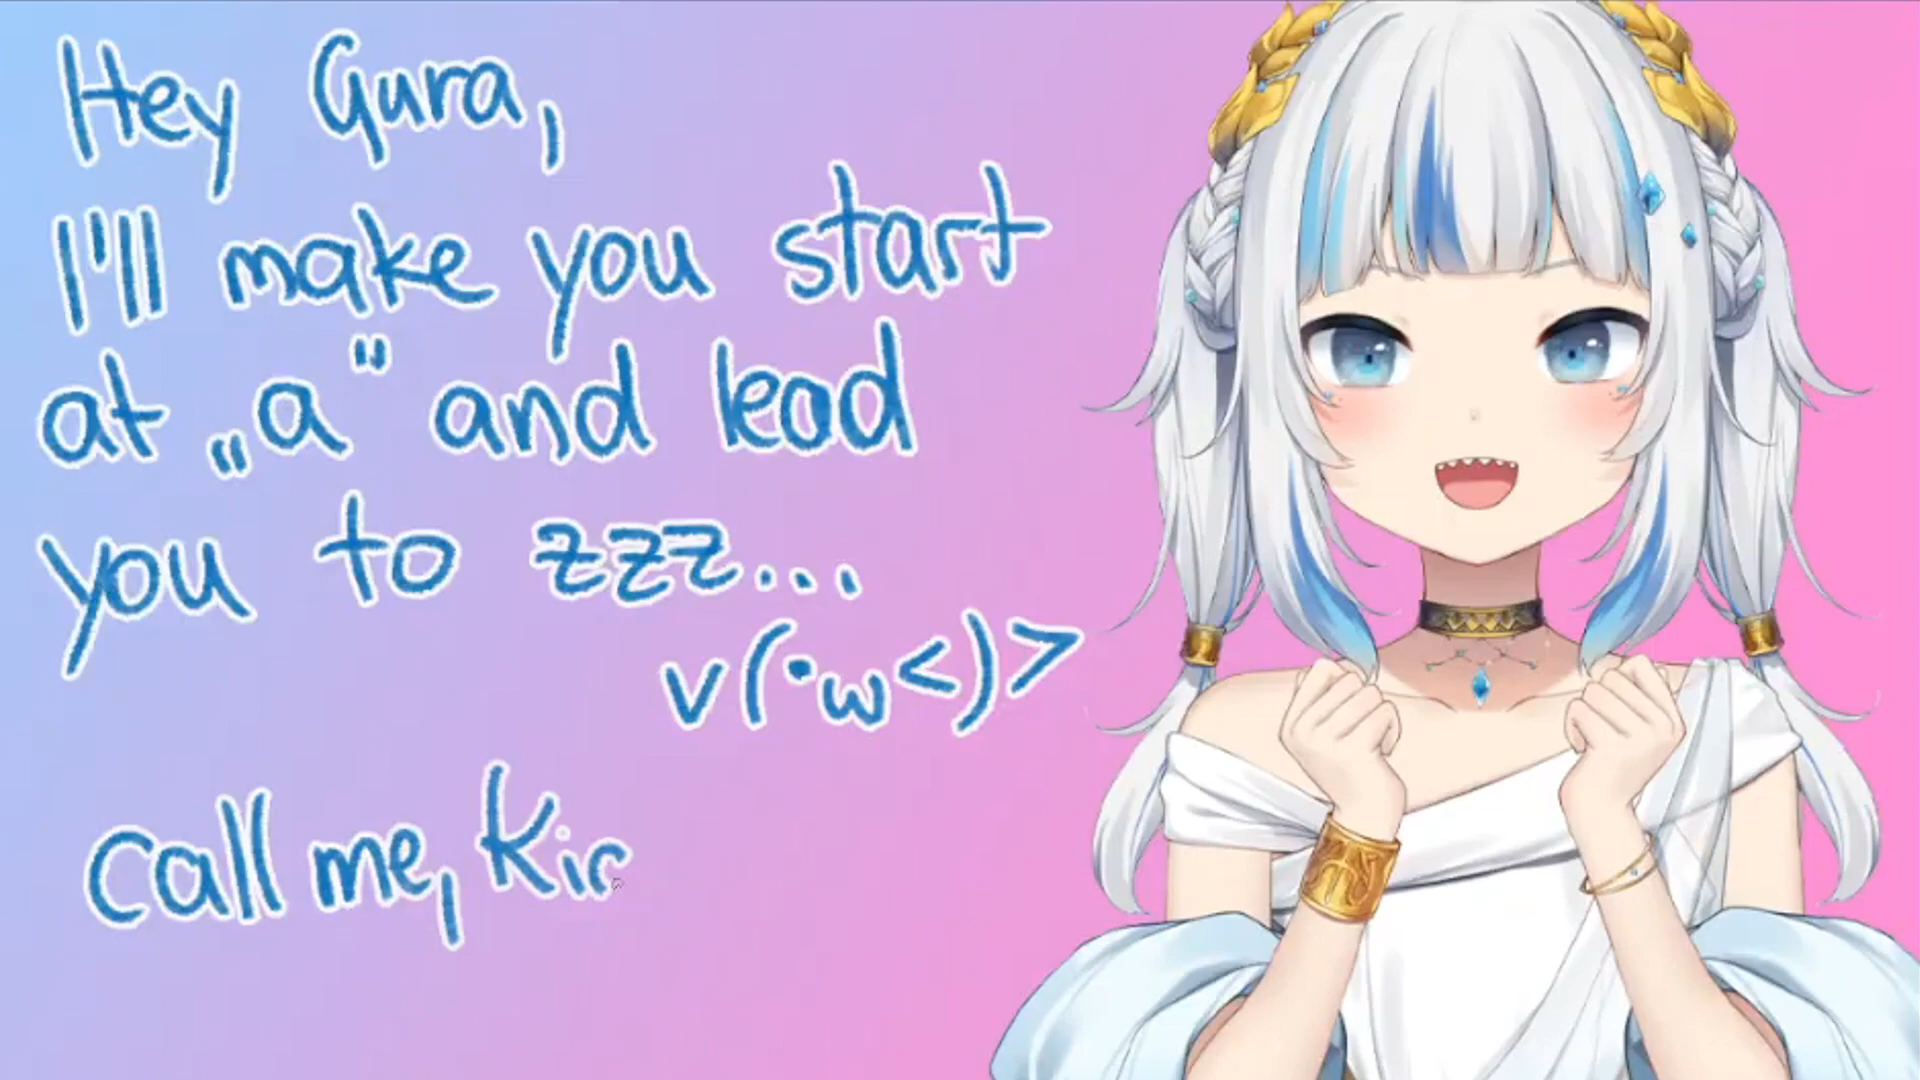 Hey Gura,
I'll make you start
at „a" and lead
you to zzz...
v(•w<)>
Call me, Kir